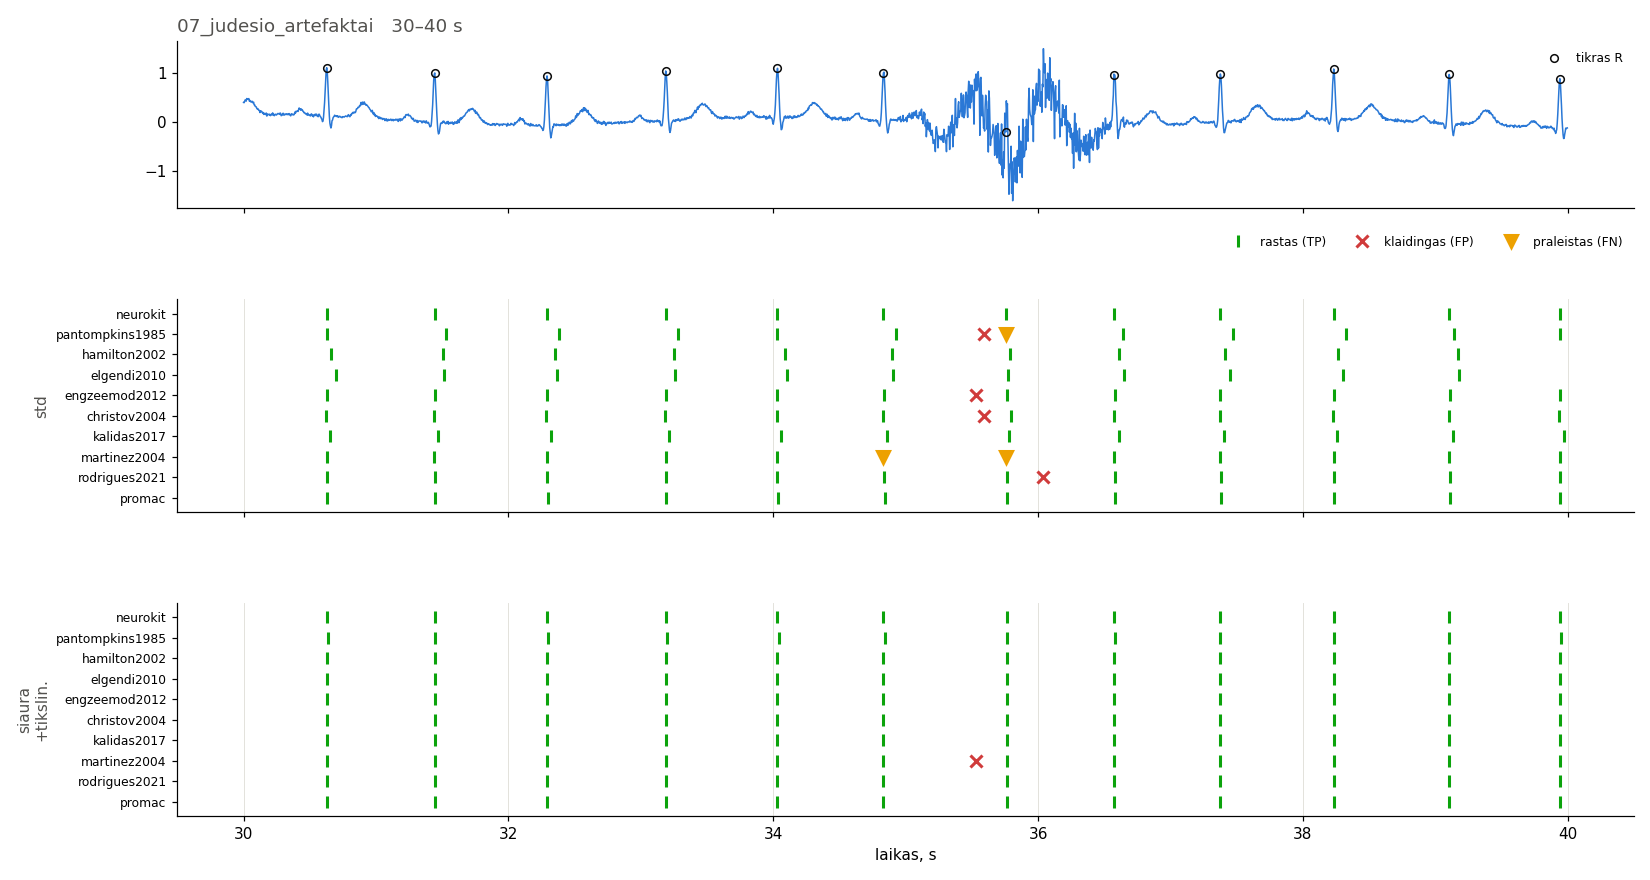 07_judesio_artefaktai 30–40 s
tikras R
1
0
−1
rastas (TP) klaidingas (FP) praleistas (FN)
std
neurokit
pantompkins1985
hamilton2002
elgendi2010
engzeemod2012
christov2004
kalidas2017
martinez2004
rodrigues2021
promac
siaura
+tikslin.
neurokit
pantompkins1985
hamilton2002
elgendi2010
engzeemod2012
christov2004
kalidas2017
martinez2004
rodrigues2021
promac
30 32 34 36 38 40
laikas, s